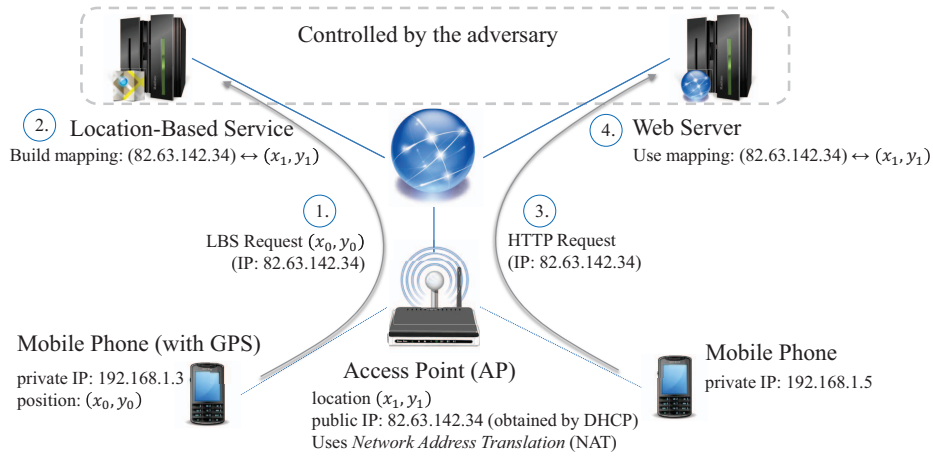 Controlled by the adversary
2.
Location-Based Service
Build mapping: (82.63.142.34) ↔ (x₁, y₁)
4.
Web Server
Use mapping: (82.63.142.34) ↔ (x₁, y₁)
1.
LBS Request (x₀, y₀)
(IP: 82.63.142.34)
3.
HTTP Request
(IP: 82.63.142.34)
Mobile Phone (with GPS)
private IP: 192.168.1.3
position: (x₀, y₀)
Access Point (AP)
location (x₁, y₁)
public IP: 82.63.142.34 (obtained by DHCP)
Uses Network Address Translation (NAT)
Mobile Phone
private IP: 192.168.1.5